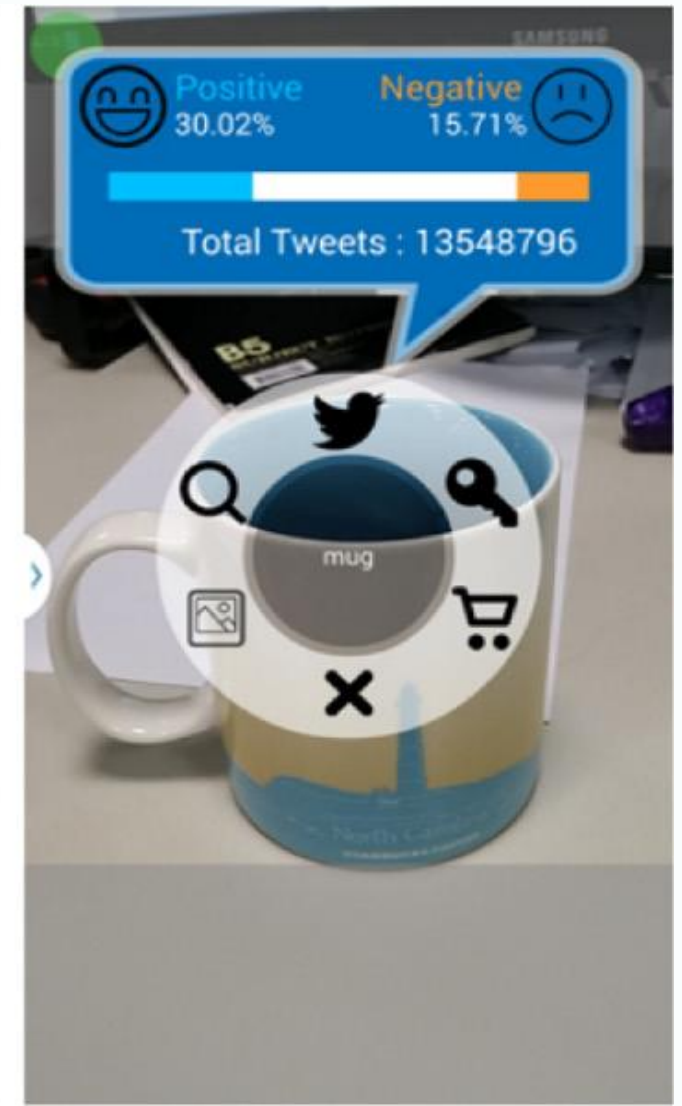 SAMSUNG
Positive
30.02%
Negative
15.71%
Total Tweets : 13548796
B5
mug
North Carolina